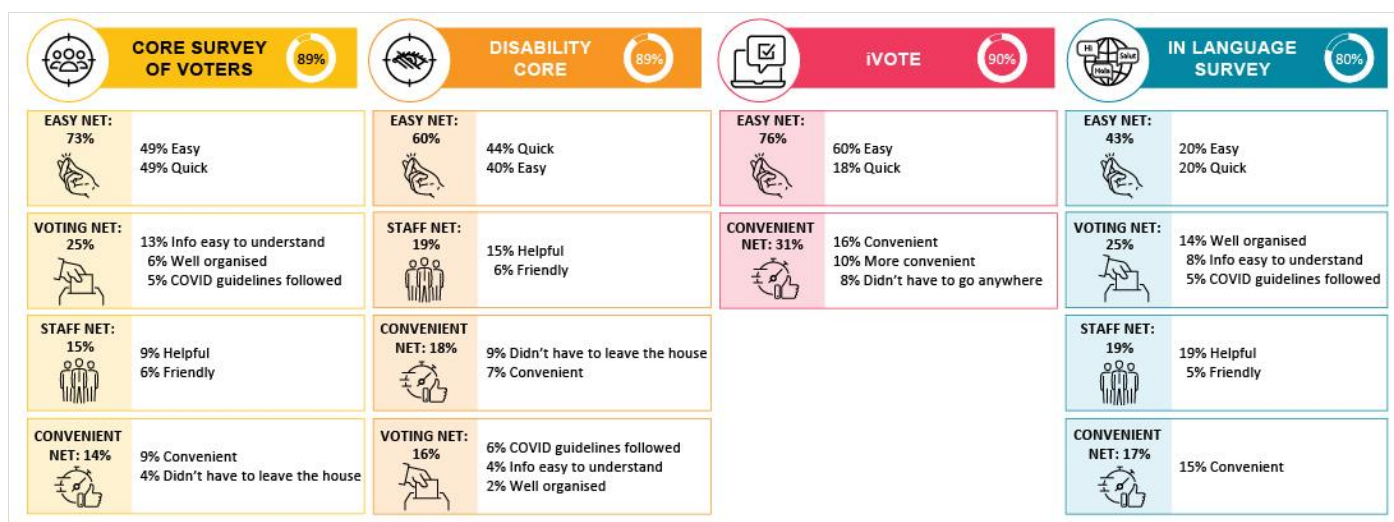 CORE SURVEY
OF VOTERS
89%
EASY NET:
73%
49% Easy
49% Quick
VOTING NET:
25%
13% Info easy to understand
6% Well organised
5% COVID guidelines followed
STAFF NET:
15%
9% Helpful
6% Friendly
CONVENIENT
NET: 14%
9% Convenient
4% Didn't have to leave the house
DISABILITY
CORE
89%
EASY NET:
60%
44% Quick
40% Easy
STAFF NET:
19%
15% Helpful
6% Friendly
CONVENIENT
NET: 18%
9% Didn't have to leave the house
7% Convenient
VOTING NET:
16%
6% COVID guidelines followed
4% Info easy to understand
2% Well organised
iVOTE
90%
EASY NET:
76%
60% Easy
18% Quick
CONVENIENT
NET: 31%
16% Convenient
10% More convenient
8% Didn't have to go anywhere
Hi
Salut
Hola
IN LANGUAGE
SURVEY
80%
EASY NET:
43%
20% Easy
20% Quick
VOTING NET:
25%
14% Well organised
8% Info easy to understand
5% COVID guidelines followed
STAFF NET:
19%
19% Helpful
5% Friendly
CONVENIENT
NET: 17%
15% Convenient